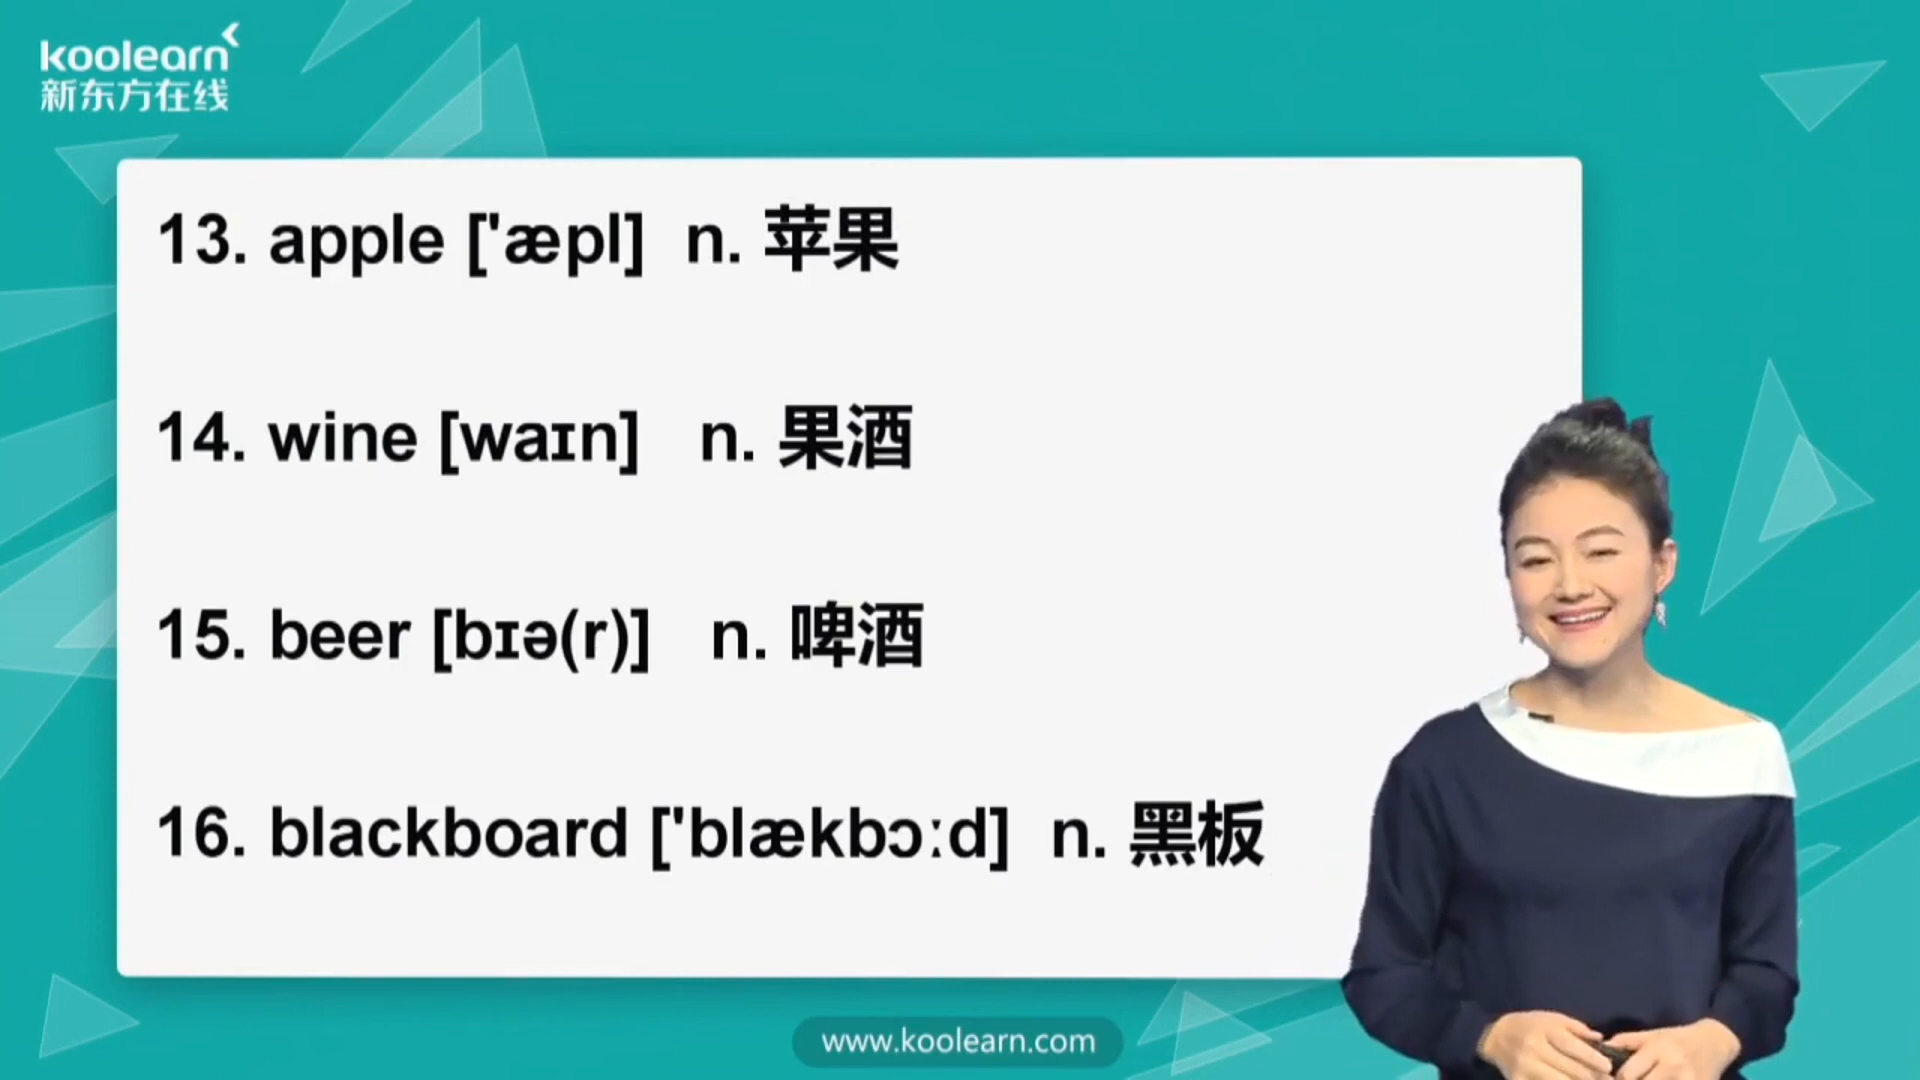 koolearn
新东方在线
13. apple ['æpl] n. 苹果
14. wine [waɪn] n. 果酒
15. beer [bɪə(r)] n. 啤酒
16. blackboard ['blækbɔːd] n. 黑板
www.koolearn.com